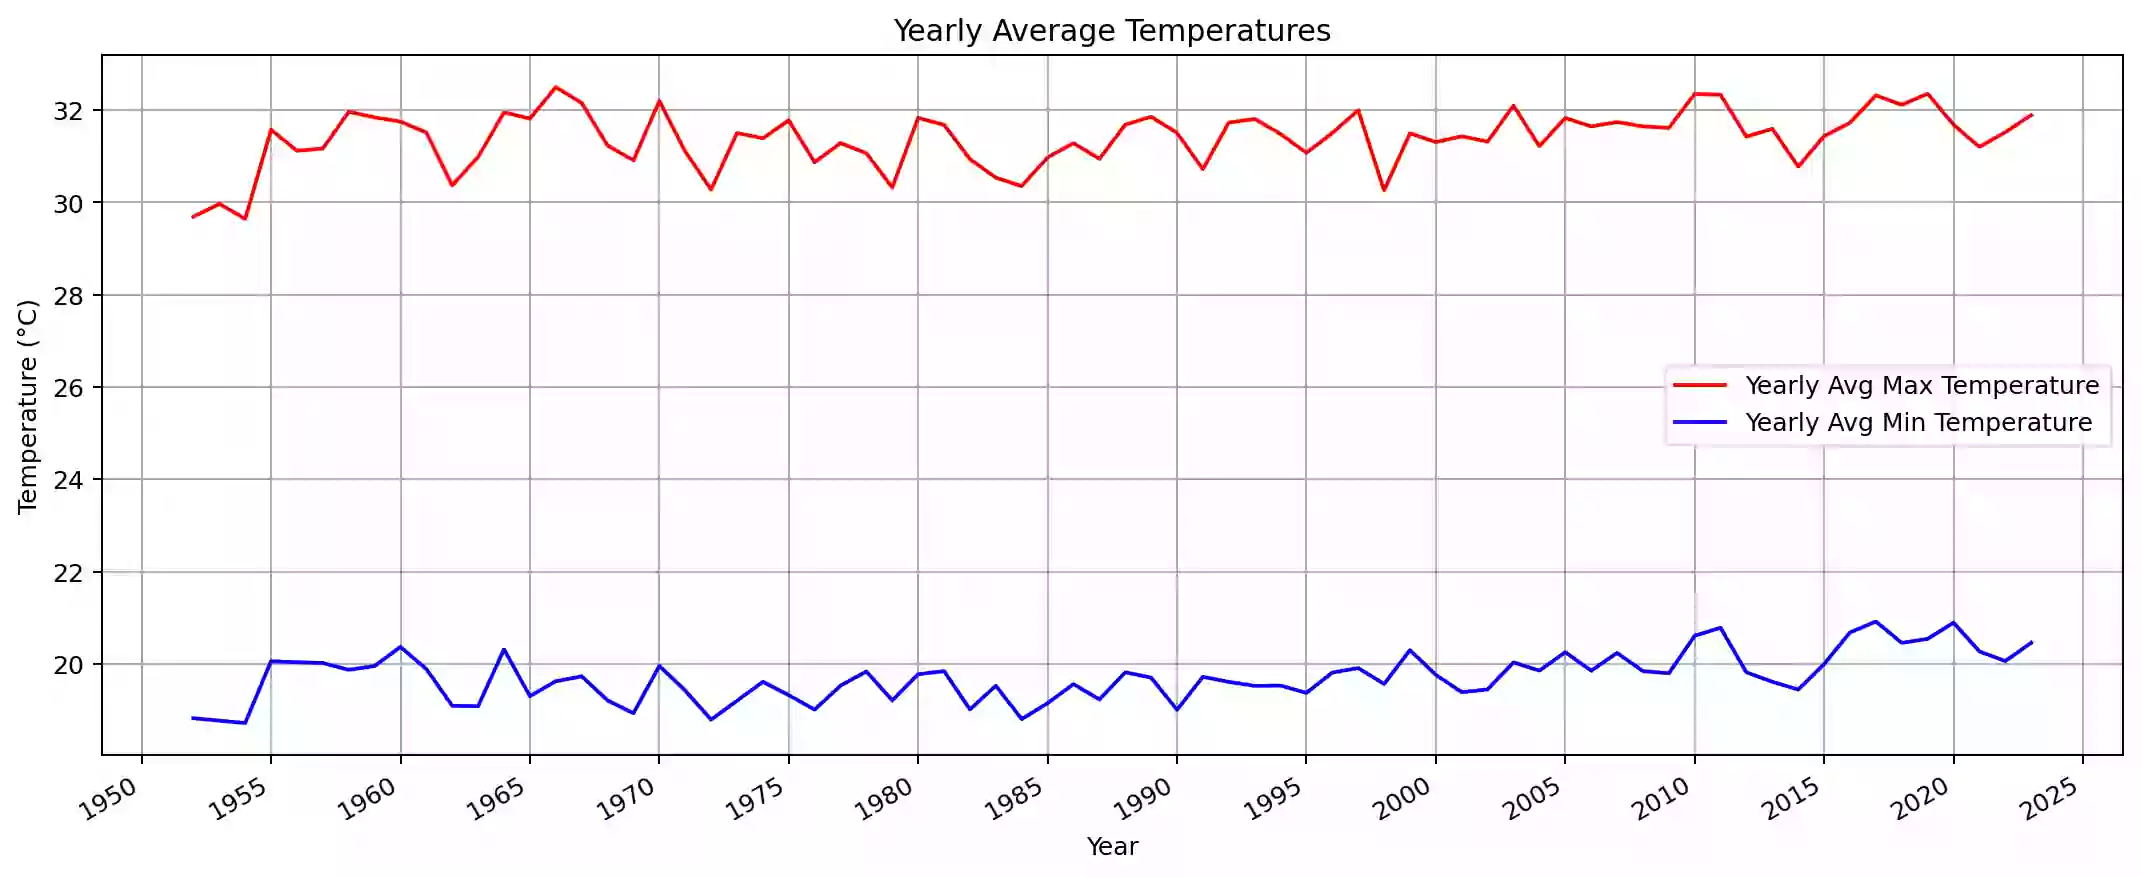 Yearly Average Temperatures
32
30
28
26
24
22
20
Temperature (°C)
Yearly Avg Max Temperature
Yearly Avg Min Temperature
1950 1955 1960 1965 1970 1975 1980 1985 1990 1995 2000 2005 2010 2015 2020 2025
Year